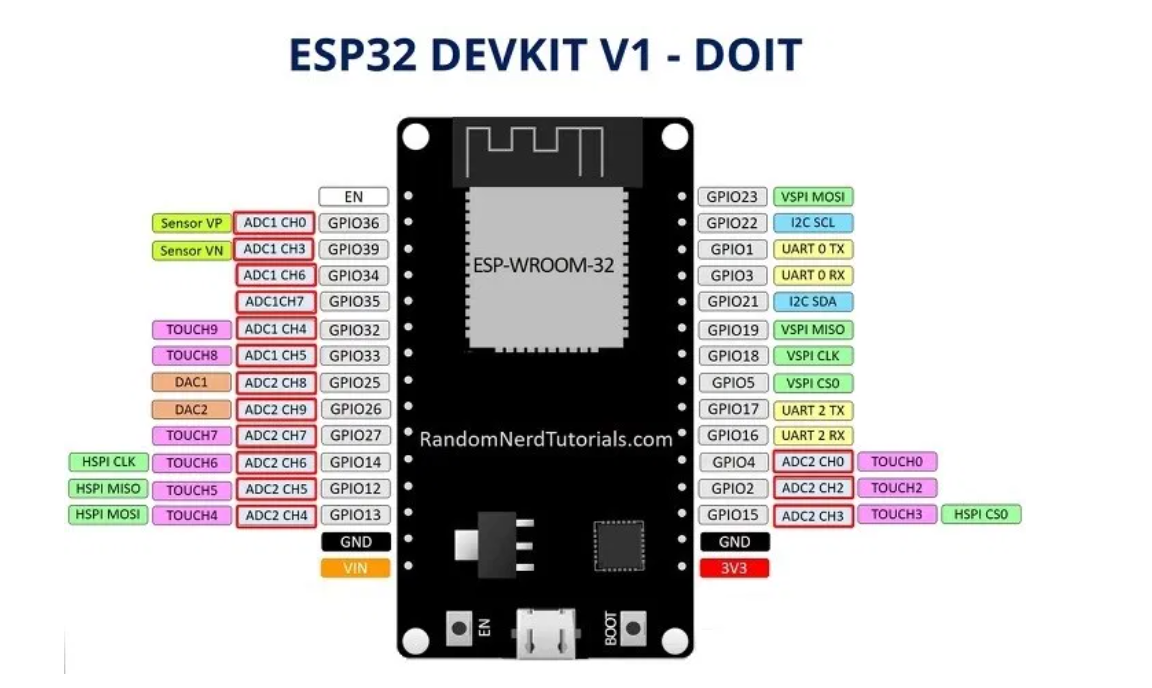 ESP32 DEVKIT V1 - DOIT
EN GPIO23 VSPI MOSI
Sensor VP ADC1 CH0 GPIO36 GPIO22 I2C SCL
Sensor VN ADC1 CH3 GPIO39 GPIO1 UART 0 TX
ADC1 CH6 GPIO34 GPIO3 UART 0 RX
ESP-WROOM-32
ADC1CH7 GPIO35 GPIO21 I2C SDA
TOUCH9 ADC1 CH4 GPIO32 GPIO19 VSPI MISO
TOUCH8 ADC1 CH5 GPIO33 GPIO18 VSPI CLK
DAC1 ADC2 CH8 GPIO25 GPIO5 VSPI CS0
DAC2 ADC2 CH9 GPIO26 GPIO17 UART 2 TX
TOUCH7 ADC2 CH7 GPIO27 GPIO16 UART 2 RX
RandomNerdTutorials.com
HSPI CLK TOUCH6 ADC2 CH6 GPIO14 GPIO4 ADC2 CH0 TOUCH0
HSPI MISO TOUCH5 ADC2 CH5 GPIO12 GPIO2 ADC2 CH2 TOUCH2
HSPI MOSI TOUCH4 ADC2 CH4 GPIO13 GPIO15 ADC2 CH3 TOUCH3 HSPI CS0
GND GND
VIN 3V3
EN BOOT